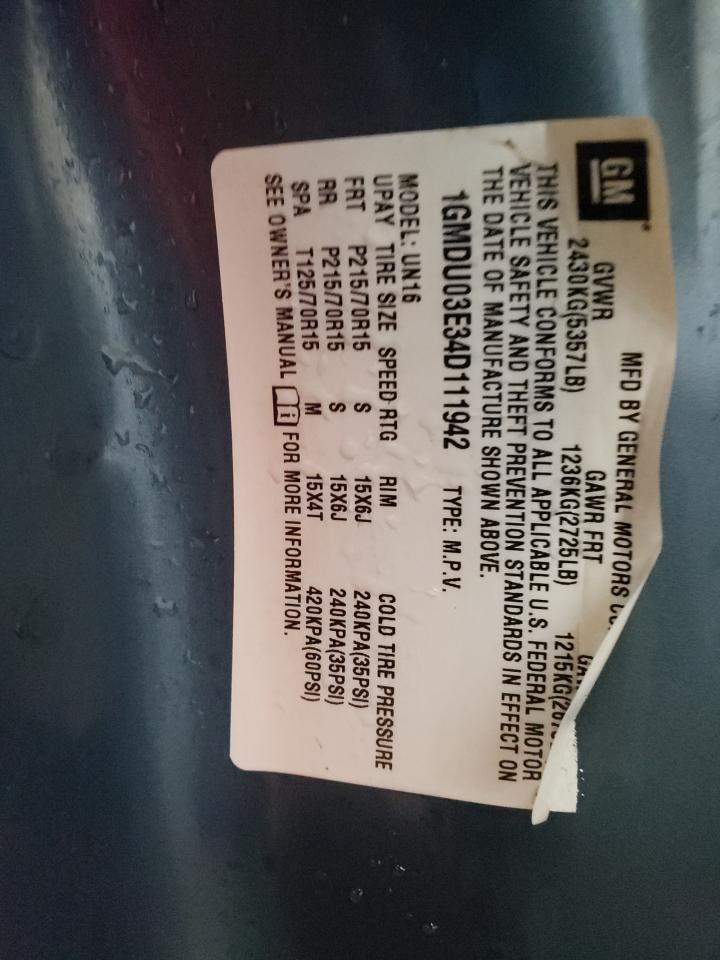 GM
MFD BY GENERAL MOTORS
GVWR GAWR FRT
2430KG(5357LB) 1236KG(2725LB)
THIS VEHICLE CONFORMS TO ALL APPLICABLE U.S. FEDERAL MOTOR
VEHICLE SAFETY AND THEFT PREVENTION STANDARDS IN EFFECT ON
THE DATE OF MANUFACTURE SHOWN ABOVE.
1GMDU03E34D111942 TYPE: M.P.V.
MODEL: UN16
UPAY TIRE SIZE SPEED RTG RIM COLD TIRE PRESSURE
FRT P215/70R15 S 15X6J 240KPA(35PSI)
RR P215/70R15 S 15X6J 240KPA(35PSI)
SPA T125/70R15 M 15X4T 420KPA(60PSI)
SEE OWNER'S MANUAL FOR MORE INFORMATION.